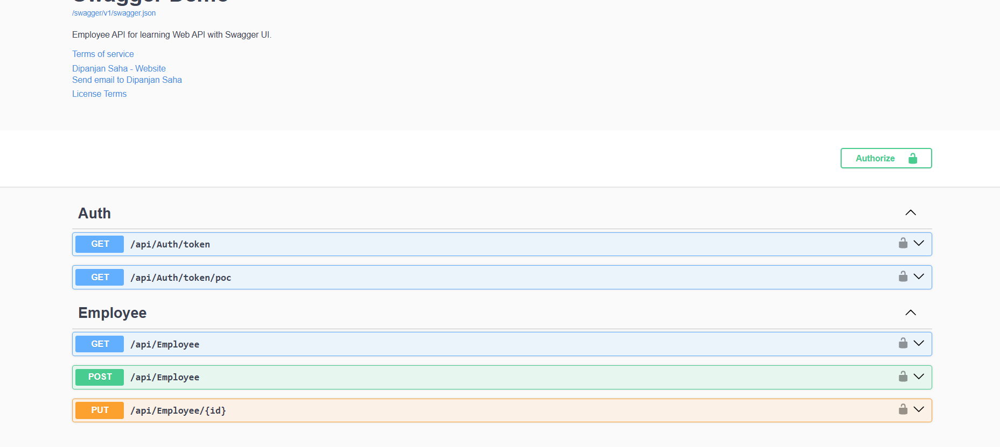 Swagger Demo
/swagger/v1/swagger.json
Employee API for learning Web API with Swagger UI.
Terms of service
Dipanjan Saha - Website
Send email to Dipanjan Saha
License Terms
Authorize
Auth
GET /api/Auth/token
GET /api/Auth/token/poc
Employee
GET /api/Employee
POST /api/Employee
PUT /api/Employee/{id}